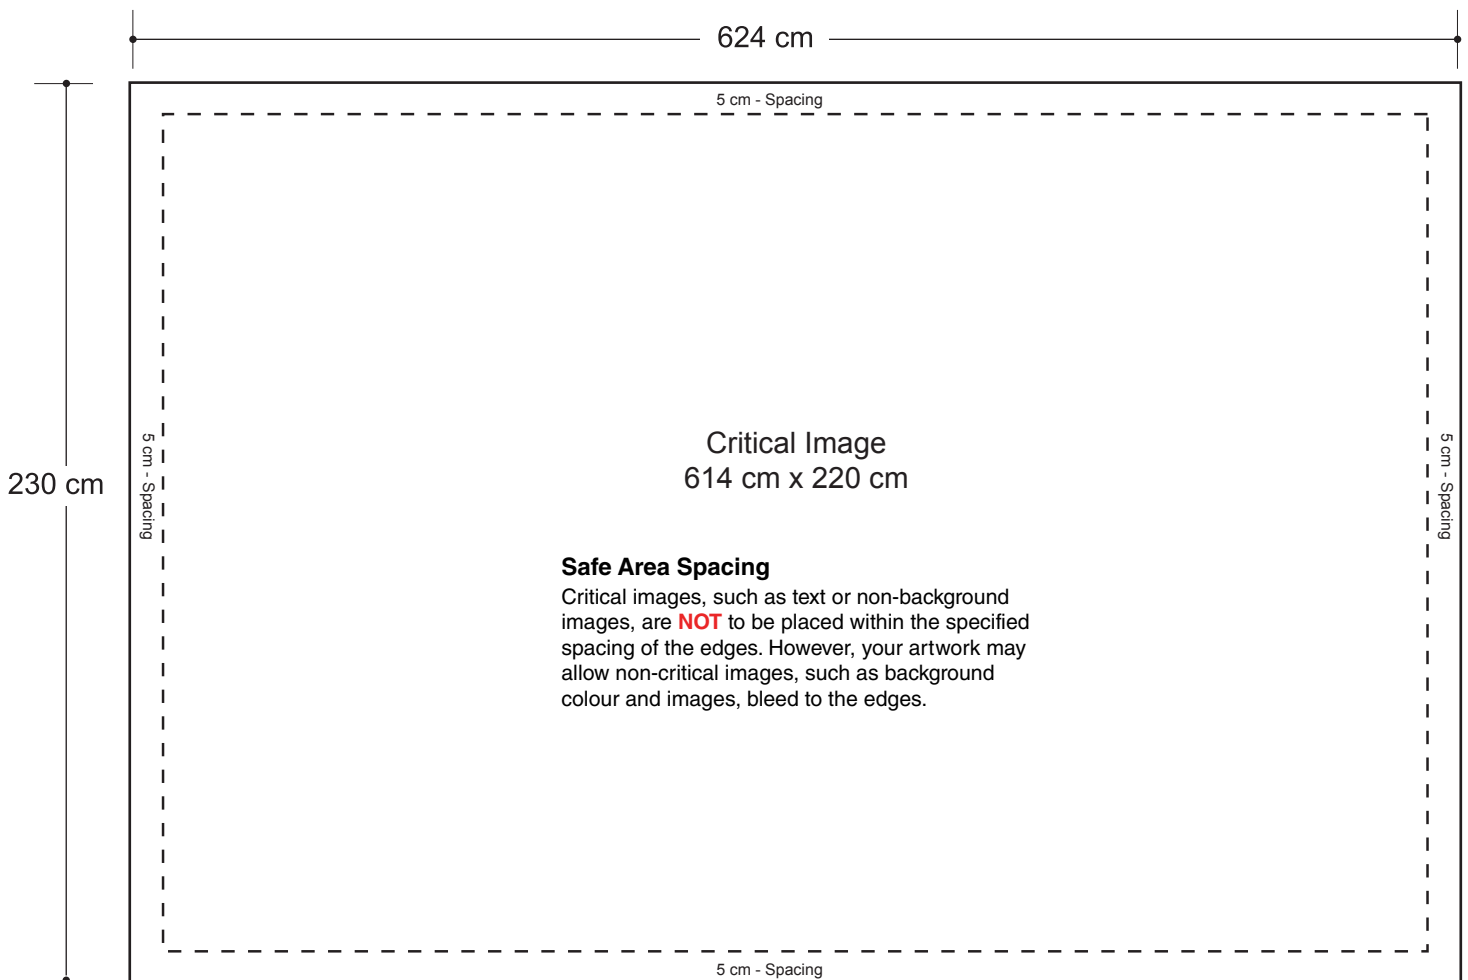 624 cm
5 cm - Spacing
5 cm - Spacing
230 cm
5 cm - Spacing
Critical Image
614 cm x 220 cm
Safe Area Spacing
Critical images, such as text or non-background
images, are NOT to be placed within the specified
spacing of the edges. However, your artwork may
allow non-critical images, such as background
colour and images, bleed to the edges.
5 cm - Spacing